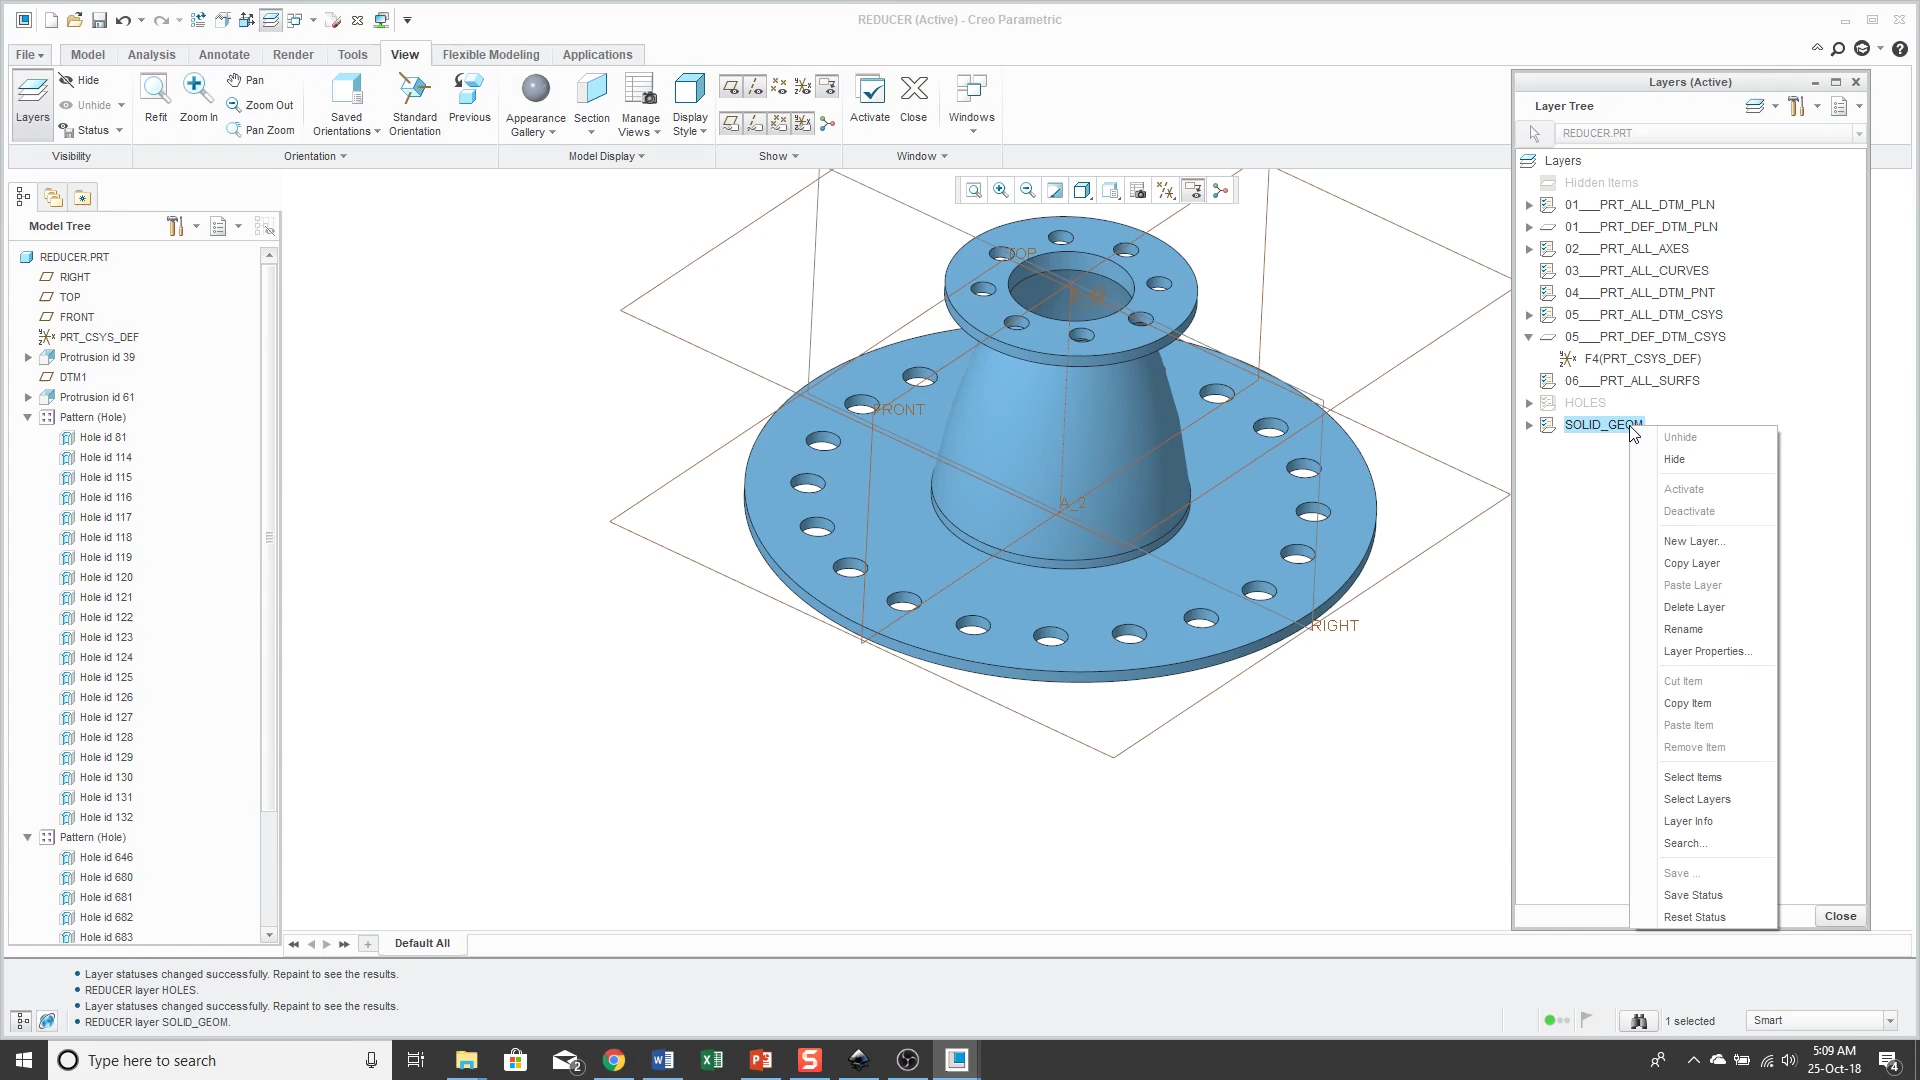 REDUCER (Active) - Creo Parametric
File Model Analysis Annotate Render Tools View Flexible Modeling Applications
Layers
Hide
Unhide
Status
Refit
Zoom In
Pan
Zoom Out
Pan Zoom
Saved
Orientations
Standard
Orientation
Previous
Appearance
Gallery
Section
Manage
Views
Display
Style
Activate
Close
Windows
Visibility Orientation Model Display Show Window
Model Tree
REDUCER.PRT
RIGHT
TOP
FRONT
PRT_CSYS_DEF
Protrusion id 39
DTM1
Protrusion id 61
Pattern (Hole)
Hole id 81
Hole id 114
Hole id 115
Hole id 116
Hole id 117
Hole id 118
Hole id 119
Hole id 120
Hole id 121
Hole id 122
Hole id 123
Hole id 124
Hole id 125
Hole id 126
Hole id 127
Hole id 128
Hole id 129
Hole id 130
Hole id 131
Hole id 132
Pattern (Hole)
Hole id 646
Hole id 680
Hole id 681
Hole id 682
Hole id 683
TOP
FRONT
A_2
RIGHT
Layers (Active)
Layer Tree
REDUCER.PRT
Layers
Hidden Items
01___PRT_ALL_DTM_PLN
01___PRT_DEF_DTM_PLN
02___PRT_ALL_AXES
03___PRT_ALL_CURVES
04___PRT_ALL_DTM_PNT
05___PRT_ALL_DTM_CSYS
05___PRT_DEF_DTM_CSYS
F4(PRT_CSYS_DEF)
06___PRT_ALL_SURFS
HOLES
SOLID_GEOM
Unhide
Hide
Activate
Deactivate
New Layer...
Copy Layer
Paste Layer
Delete Layer
Rename
Layer Properties...
Cut Item
Copy Item
Paste Item
Remove Item
Select Items
Select Layers
Layer Info
Search...
Save ...
Save Status
Reset Status
Close
Default All
Layer statuses changed successfully. Repaint to see the results.
REDUCER layer HOLES.
Layer statuses changed successfully. Repaint to see the results.
REDUCER layer SOLID_GEOM.
1 selected
Smart
Type here to search
2
5:09 AM
25-Oct-18
4